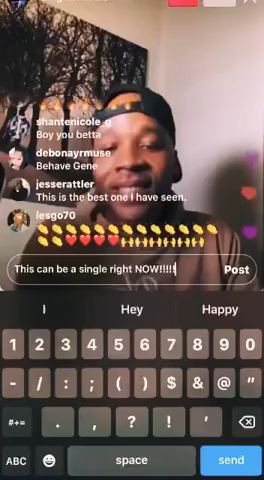 shantenicole_g
Boy you betta
debonayrmuse
Behave Gene
jesserattler
This is the best one I have seen.
lesgo70
👏👏👏👏👏👏👏👏👏👏👏👏👏
👏👏❤️❤️❤️❤️🙌🙌🙌🙌🙌🙌
This can be a single right NOW!!!!! Post
I Hey Happy
1 2 3 4 5 6 7 8 9 0
- / : ; ( ) $ & @ "
#+= . , ? ! '
ABC space send